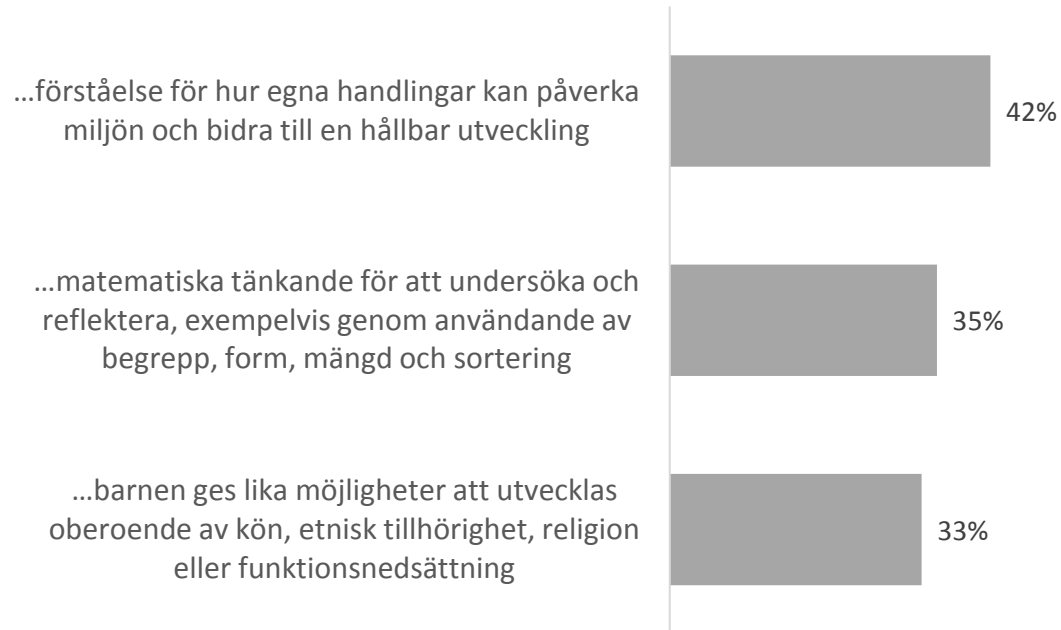 ...förståelse för hur egna handlingar kan påverka
miljön och bidra till en hållbar utveckling
42%
...matematiska tänkande för att undersöka och
reflektera, exempelvis genom användande av
begrepp, form, mängd och sortering
35%
...barnen ges lika möjligheter att utvecklas
oberoende av kön, etnisk tillhörighet, religion
eller funktionsnedsättning
33%